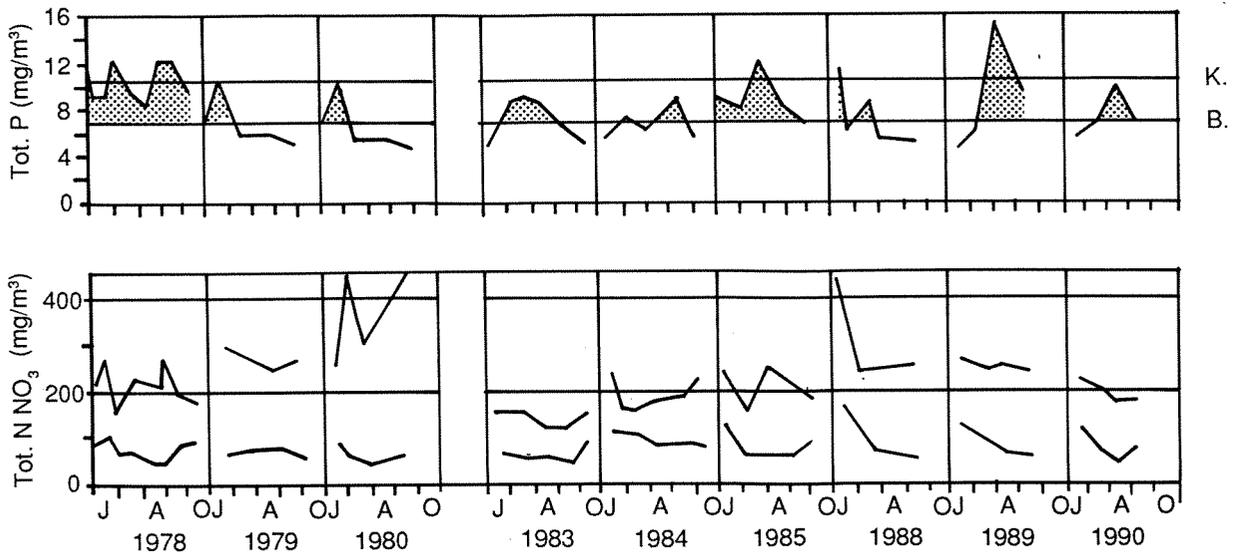 Tot. P (mg/m³)
16
12
8
4
0
K.
B.
Tot. N NO₃ (mg/m³)
400
200
0
J A OJ A OJ A O J A OJ A OJ A OJ A OJ A OJ A O
1978 1979 1980 1983 1984 1985 1988 1989 1990